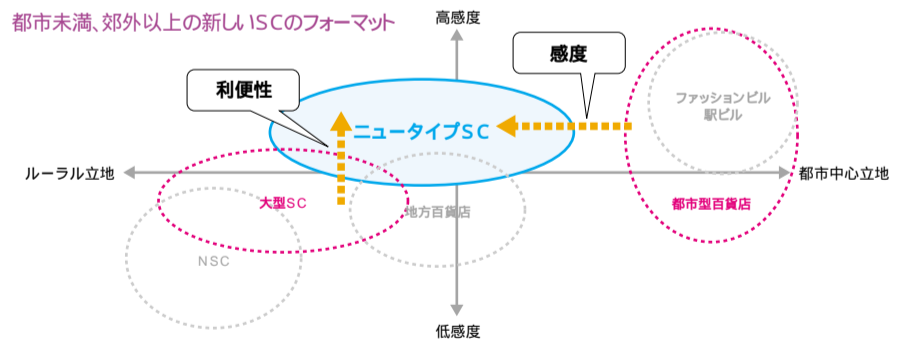 都市未満、郊外以上の新しいSCのフォーマット
高感度
感度
利便性
ファッションビル
駅ビル
ニュータイプSC
ルーラル立地
都市中心立地
大型SC
地方百貨店
都市型百貨店
NSC
低感度